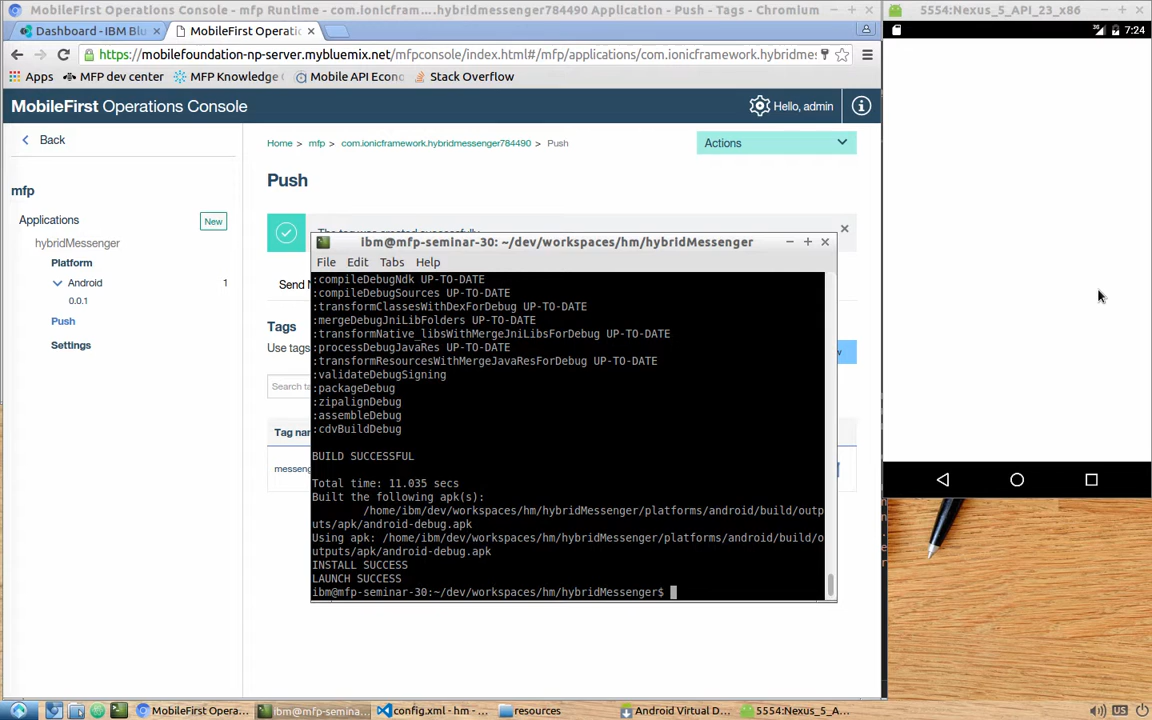 MobileFirst Operations Console - mfp Runtime - com.ionicfram....hybridmessenger784490 Application - Push - Tags - Chromium
5554:Nexus_5_API_23_x86
Dashboard - IBM Blu
MobileFirst Operatio
7:24
https://mobilefoundation-np-server.mybluemix.net/mfpconsole/index.html#/mfp/applications/com.ionicframework.hybridmes
Apps
MFP dev center
MFP Knowledge
Mobile API Econo
Stack Overflow
MobileFirst Operations Console
Hello, admin
Back
Home > mfp > com.ionicframework.hybridmessenger784490 > Push
Actions
mfp
Push
Applications
New
hybridMessenger
Platform
Android 1
0.0.1
Push
Settings
Send
Tags
Use tags
Search ta
Tag nar
messeng
ibm@mfp-seminar-30: ~/dev/workspaces/hm/hybridMessenger
File Edit Tabs Help
:compileDebugNdk UP-TO-DATE
:compileDebugSources UP-TO-DATE
:transformClassesWithDexForDebug UP-TO-DATE
:mergeDebugJniLibFolders UP-TO-DATE
:transformNative_libsWithMergeJniLibsForDebug UP-TO-DATE
:processDebugJavaRes UP-TO-DATE
:transformResourcesWithMergeJavaResForDebug UP-TO-DATE
:validateDebugSigning
:packageDebug
:zipalignDebug
:assembleDebug
:cdvBuildDebug
BUILD SUCCESSFUL
Total time: 11.035 secs
Built the following apk(s):
/home/ibm/dev/workspaces/hm/hybridMessenger/platforms/android/build/outp
uts/apk/android-debug.apk
Using apk: /home/ibm/dev/workspaces/hm/hybridMessenger/platforms/android/build/o
utputs/apk/android-debug.apk
INSTALL SUCCESS
LAUNCH SUCCESS
ibm@mfp-seminar-30:~/dev/workspaces/hm/hybridMessenger$
MobileFirst Opera...
ibm@mfp-semina...
config.xml - hm - ...
resources
Android Virtual D...
5554:Nexus_5_A...
US